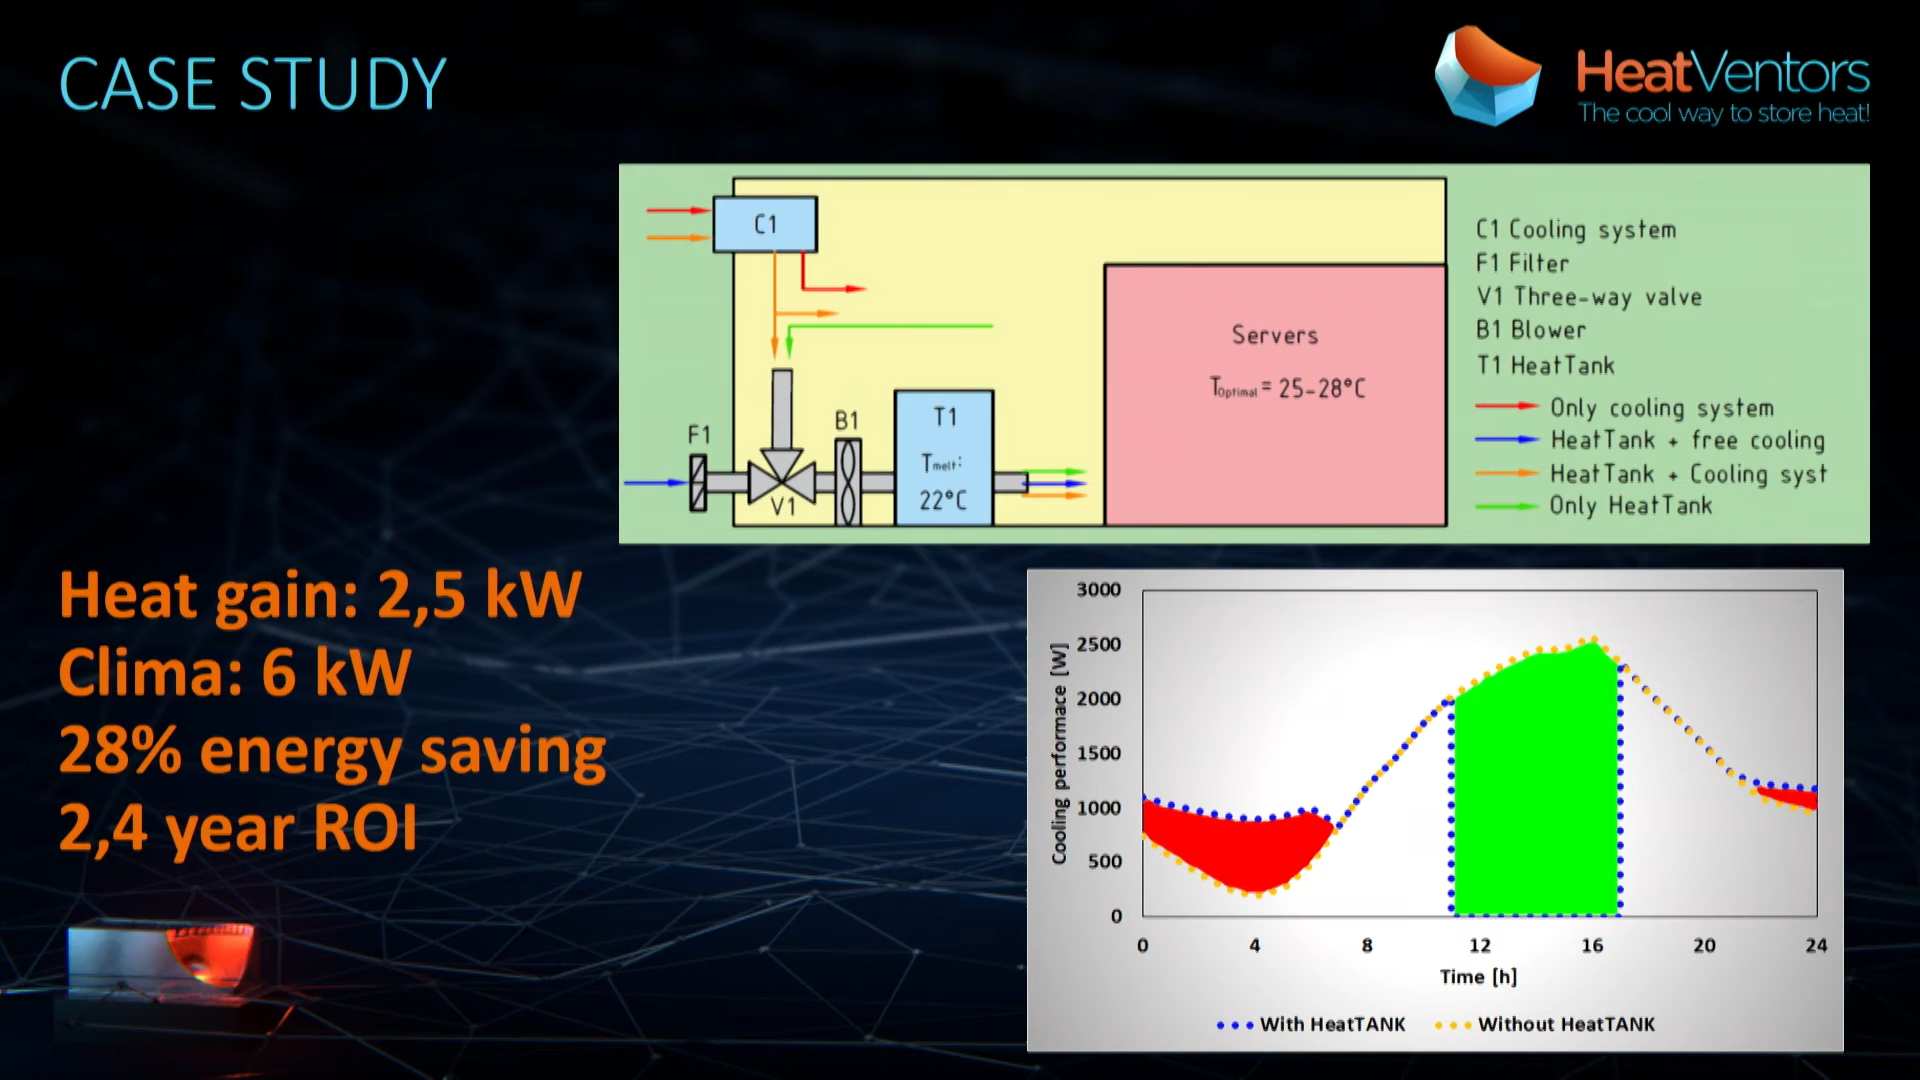 CASE STUDY
HeatVentors
The cool way to store heat!
C1
F1
V1
B1
T1
Tmelt:
22°C
Servers
TOptimal = 25-28°C
C1 Cooling system
F1 Filter
V1 Three-way valve
B1 Blower
T1 HeatTank
Only cooling system
HeatTank + free cooling
HeatTank + Cooling syst
Only HeatTank
Heat gain: 2,5 kW
Clima: 6 kW
28% energy saving
2,4 year ROI
Cooling performace [W]
3000
2500
2000
1500
1000
500
0
0 4 8 12 16 20 24
Time [h]
With HeatTANK Without HeatTANK